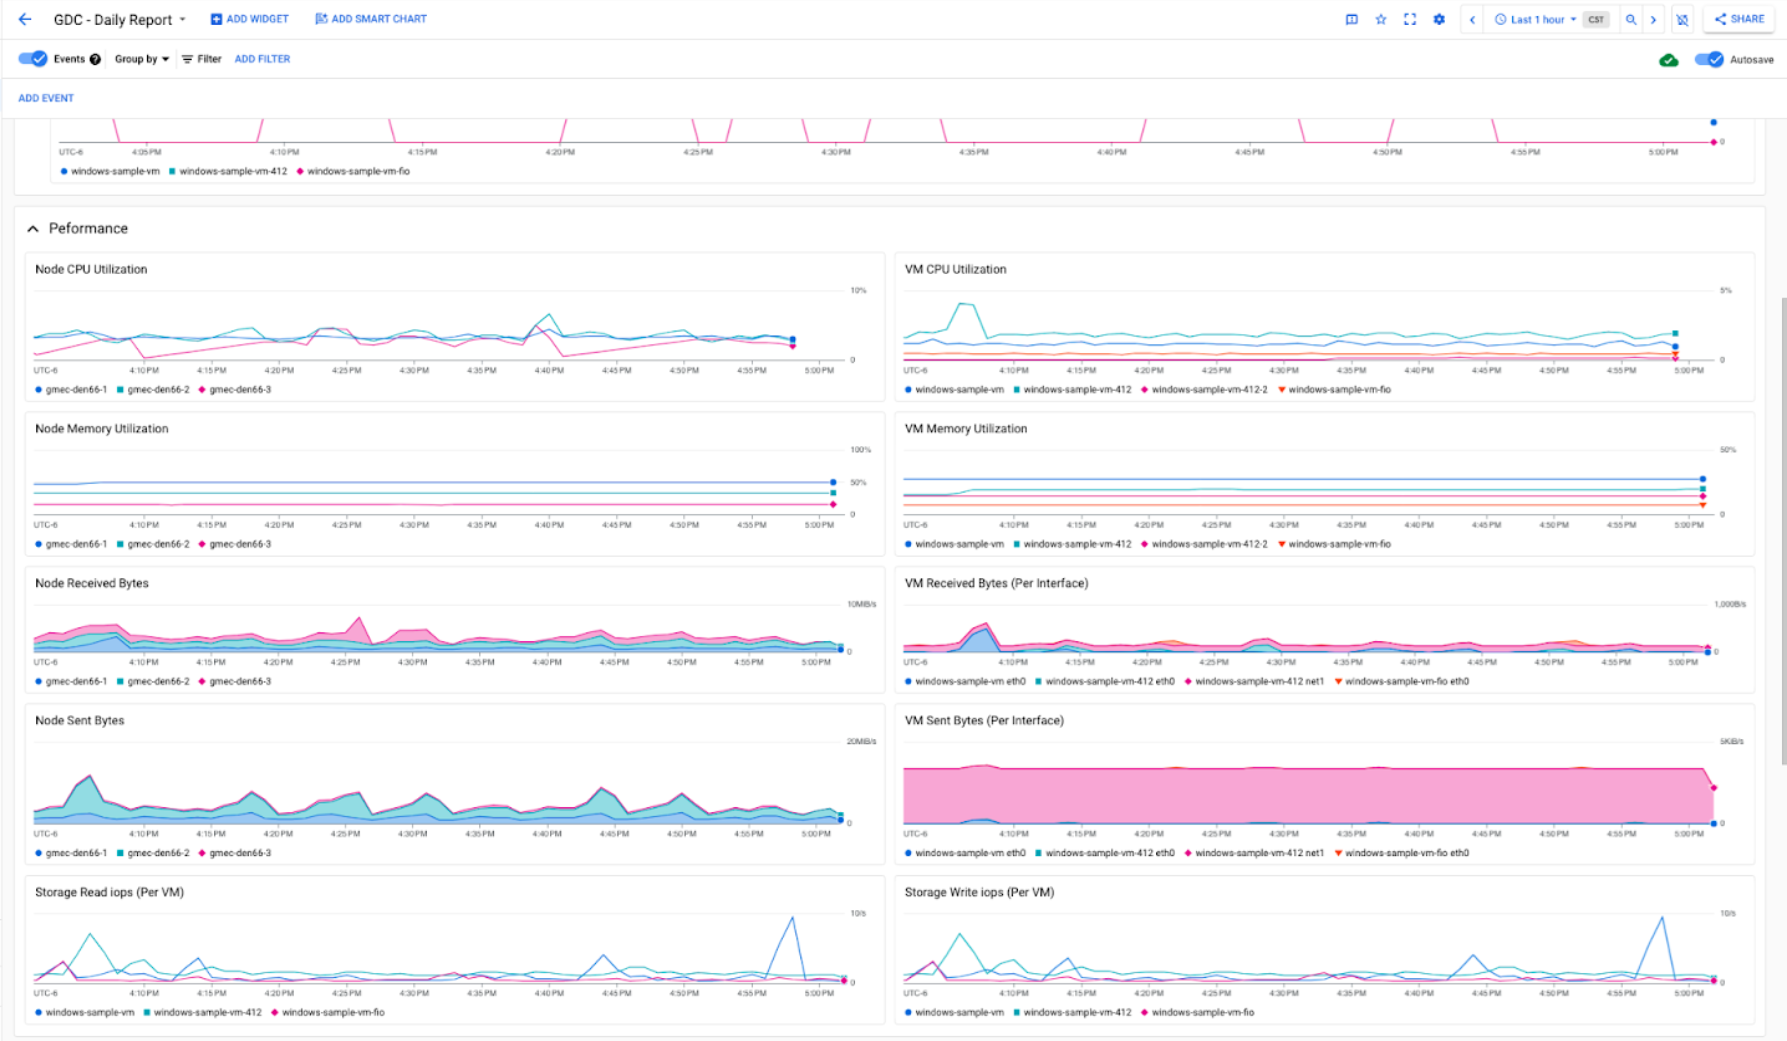 GDC - Daily Report
ADD WIDGET
ADD SMART CHART
Last 1 hour
CST
SHARE
Events
Group by
Filter
ADD FILTER
Autosave
ADD EVENT
0
UTC-6 4:05 PM 4:10 PM 4:15 PM 4:20 PM 4:25 PM 4:30 PM 4:35 PM 4:40 PM 4:45 PM 4:50 PM 4:55 PM 5:00 PM
windows-sample-vm windows-sample-vm-412 windows-sample-vm-fio
Peformance
Node CPU Utilization
10%
0
UTC-6 4:10 PM 4:15 PM 4:20 PM 4:25 PM 4:30 PM 4:35 PM 4:40 PM 4:45 PM 4:50 PM 4:55 PM 5:00 PM
gmec-den66-1 gmec-den66-2 gmec-den66-3
VM CPU Utilization
5%
0
UTC-6 4:10 PM 4:15 PM 4:20 PM 4:25 PM 4:30 PM 4:35 PM 4:40 PM 4:45 PM 4:50 PM 4:55 PM 5:00 PM
windows-sample-vm windows-sample-vm-412 windows-sample-vm-412-2 windows-sample-vm-fio
Node Memory Utilization
100%
50%
0
UTC-6 4:10 PM 4:15 PM 4:20 PM 4:25 PM 4:30 PM 4:35 PM 4:40 PM 4:45 PM 4:50 PM 4:55 PM 5:00 PM
gmec-den66-1 gmec-den66-2 gmec-den66-3
VM Memory Utilization
50%
0
UTC-6 4:10 PM 4:15 PM 4:20 PM 4:25 PM 4:30 PM 4:35 PM 4:40 PM 4:45 PM 4:50 PM 4:55 PM 5:00 PM
windows-sample-vm windows-sample-vm-412 windows-sample-vm-412-2 windows-sample-vm-fio
Node Received Bytes
10MiB/s
0
UTC-6 4:10 PM 4:15 PM 4:20 PM 4:25 PM 4:30 PM 4:35 PM 4:40 PM 4:45 PM 4:50 PM 4:55 PM 5:00 PM
gmec-den66-1 gmec-den66-2 gmec-den66-3
VM Received Bytes (Per Interface)
1,000B/s
0
UTC-6 4:10 PM 4:15 PM 4:20 PM 4:25 PM 4:30 PM 4:35 PM 4:40 PM 4:45 PM 4:50 PM 4:55 PM 5:00 PM
windows-sample-vm eth0 windows-sample-vm-412 eth0 windows-sample-vm-412 net1 windows-sample-vm-fio eth0
Node Sent Bytes
20MiB/s
0
UTC-6 4:10 PM 4:15 PM 4:20 PM 4:25 PM 4:30 PM 4:35 PM 4:40 PM 4:45 PM 4:50 PM 4:55 PM 5:00 PM
gmec-den66-1 gmec-den66-2 gmec-den66-3
VM Sent Bytes (Per Interface)
5KiB/s
0
UTC-6 4:10 PM 4:15 PM 4:20 PM 4:25 PM 4:30 PM 4:35 PM 4:40 PM 4:45 PM 4:50 PM 4:55 PM 5:00 PM
windows-sample-vm eth0 windows-sample-vm-412 eth0 windows-sample-vm-412 net1 windows-sample-vm-fio eth0
Storage Read iops (Per VM)
10/s
0
UTC-6 4:10 PM 4:15 PM 4:20 PM 4:25 PM 4:30 PM 4:35 PM 4:40 PM 4:45 PM 4:50 PM 4:55 PM 5:00 PM
windows-sample-vm windows-sample-vm-412 windows-sample-vm-fio
Storage Write iops (Per VM)
10/s
0
UTC-6 4:10 PM 4:15 PM 4:20 PM 4:25 PM 4:30 PM 4:35 PM 4:40 PM 4:45 PM 4:50 PM 4:55 PM 5:00 PM
windows-sample-vm windows-sample-vm-412 windows-sample-vm-fio